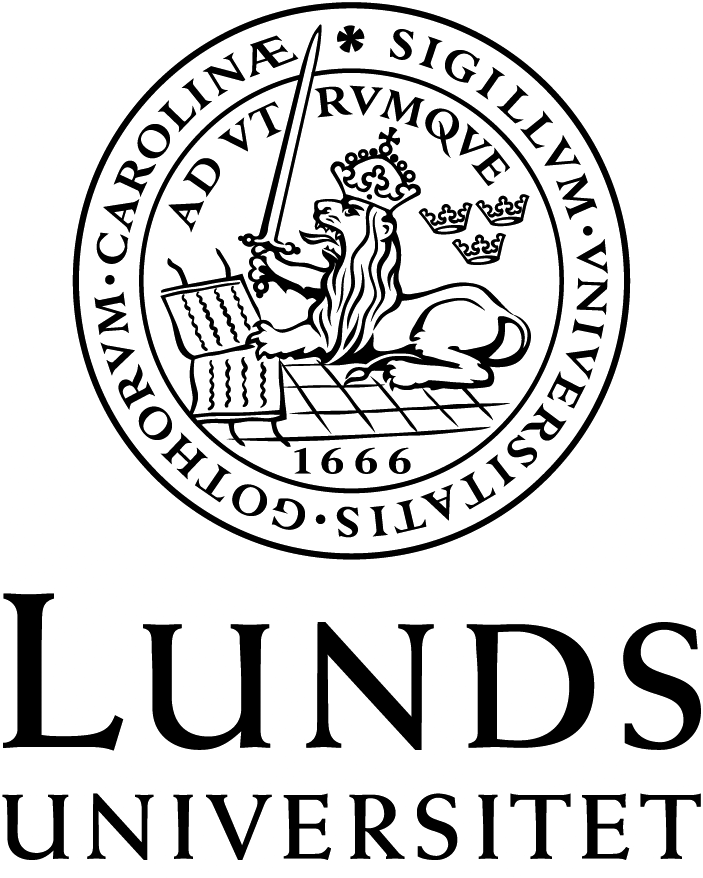 * SIGILLVM · VNIVERSITATIS · GOTHORVM · CAROLINÆ
AD VTRVMQVE
1666
LUNDS
UNIVERSITET